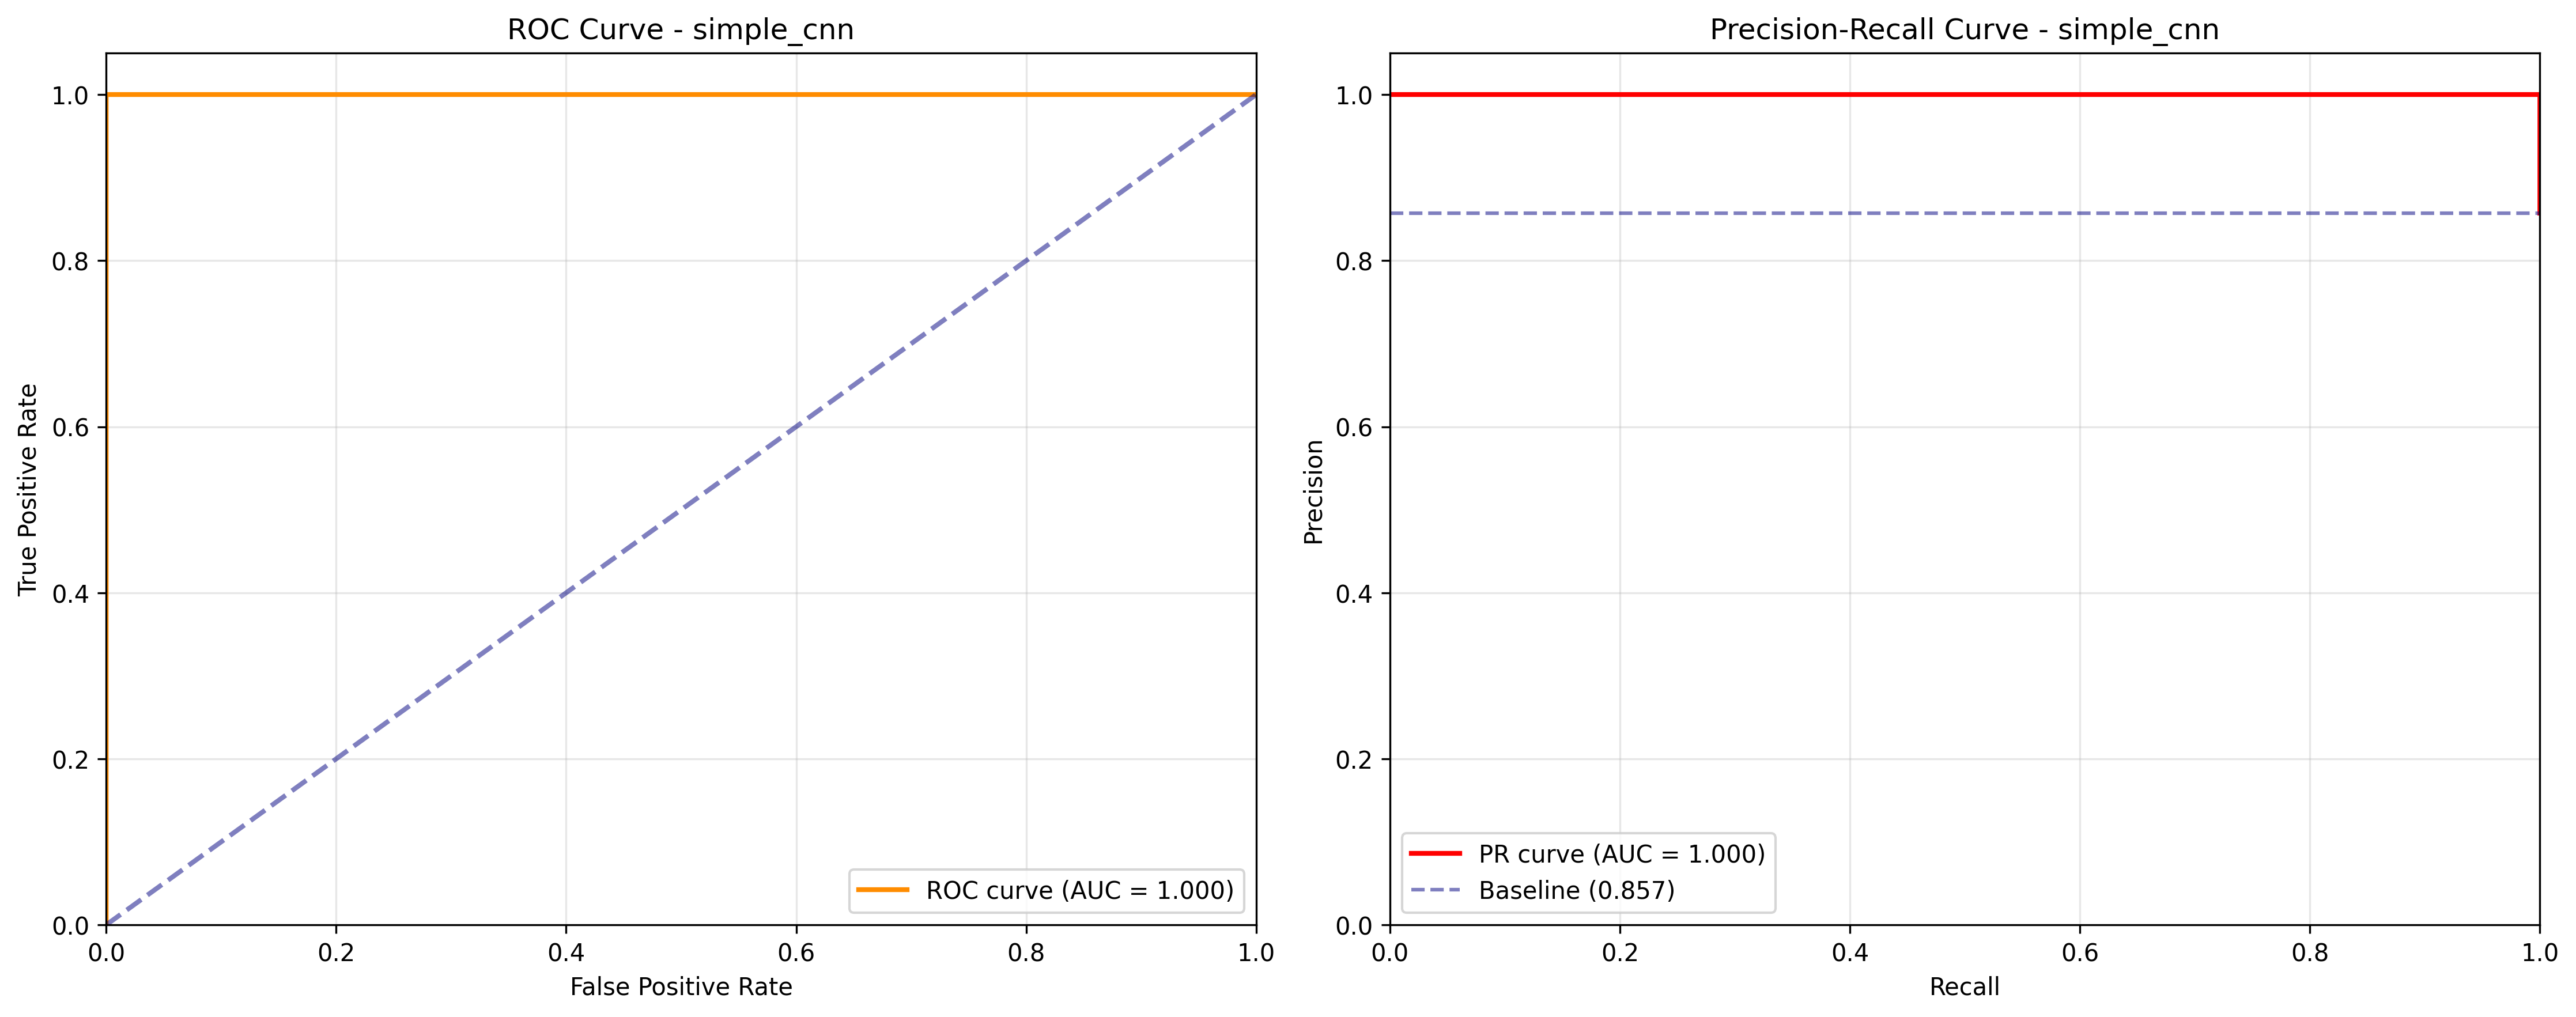 ROC Curve - simple_cnn
1.0
0.8
0.6
0.4
0.2
0.0
True Positive Rate
ROC curve (AUC = 1.000)
0.0 0.2 0.4 0.6 0.8 1.0
False Positive Rate
Precision-Recall Curve - simple_cnn
1.0
0.8
0.6
0.4
0.2
0.0
Precision
PR curve (AUC = 1.000)
Baseline (0.857)
0.0 0.2 0.4 0.6 0.8 1.0
Recall